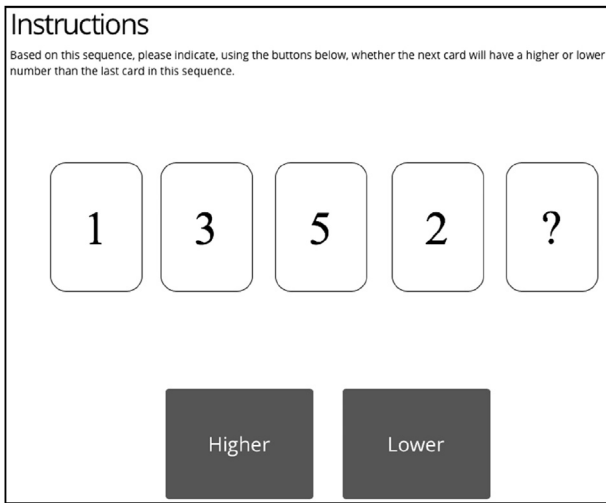 Instructions
Based on this sequence, please indicate, using the buttons below, whether the next card will have a higher or lower
number than the last card in this sequence.
1 3 5 2 ?
Higher Lower